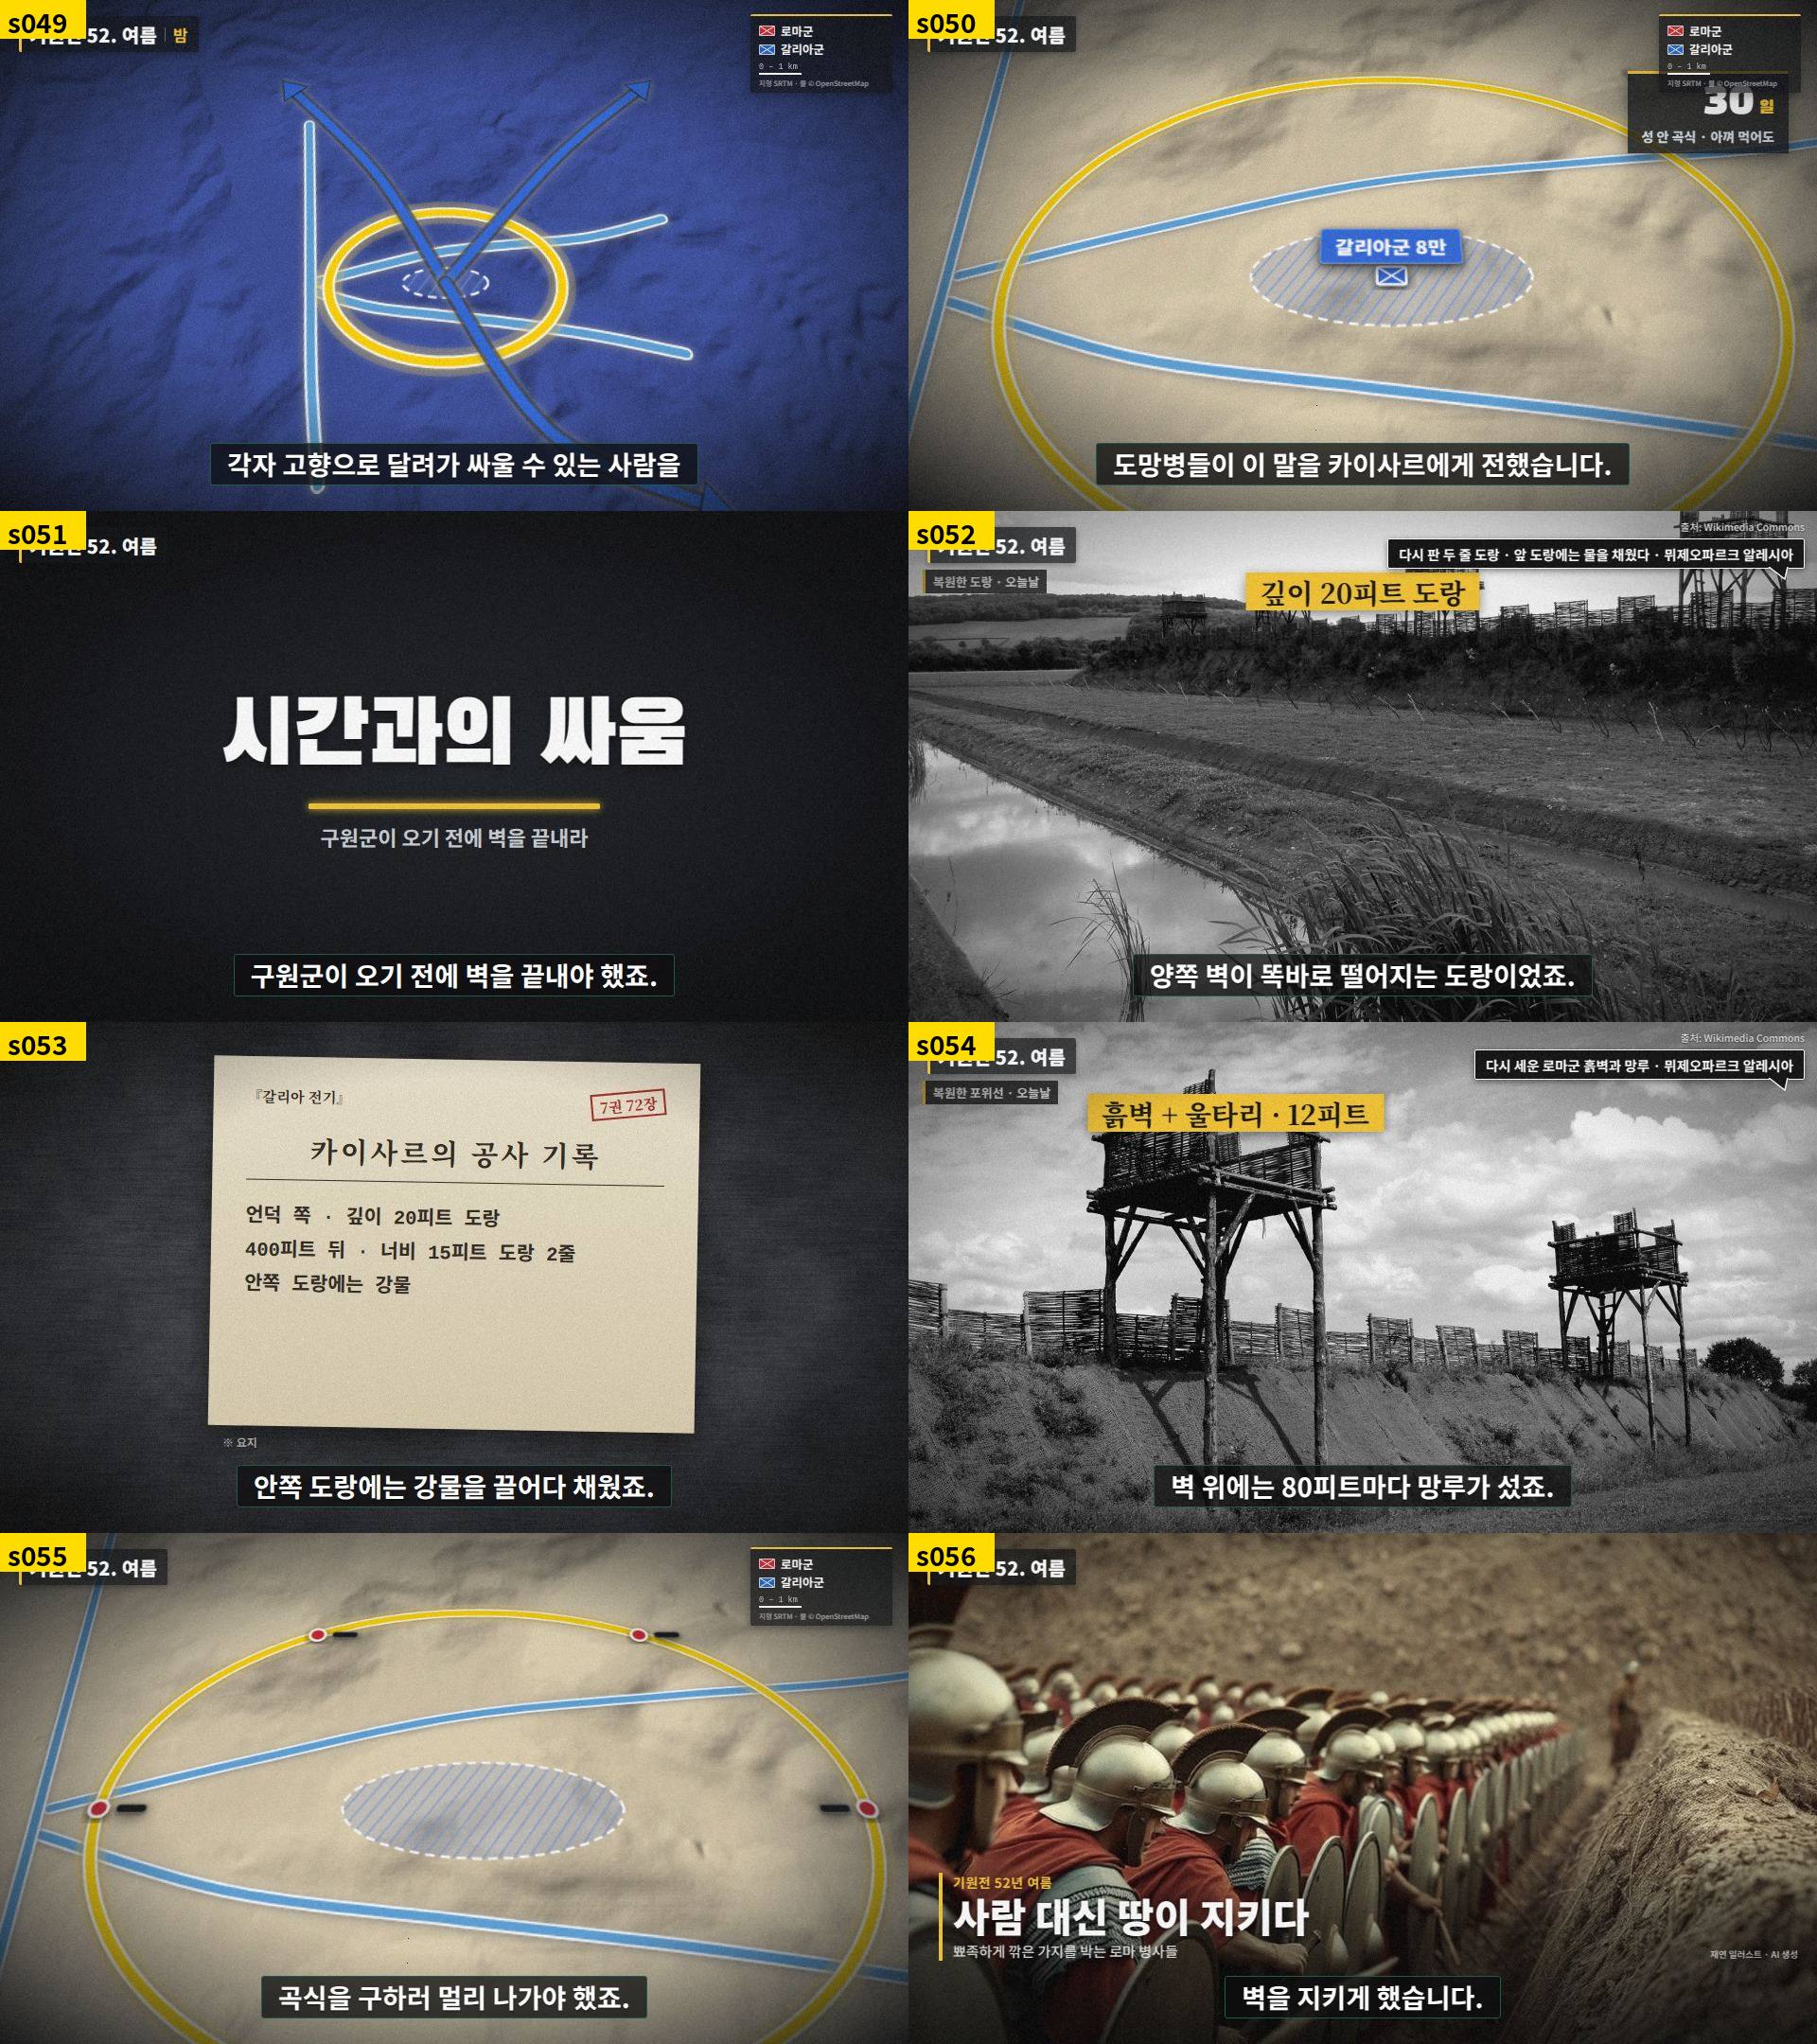 s049
52. 여름 밤
로마군
갈리아군
0 - 1 km
지형 SRTM · 물 © OpenStreetMap
각자 고향으로 달려가 싸울 수 있는 사람을
s050
52. 여름
로마군
갈리아군
0 - 1 km
지형 SRTM · 물 © OpenStreetMap
30 일
성 안 곡식 · 아껴 먹어도
갈리아군 8만
도망병들이 이 말을 카이사르에게 전했습니다.
s051
52. 여름
시간과의 싸움
구원군이 오기 전에 벽을 끝내라
구원군이 오기 전에 벽을 끝내야 했죠.
s052
52. 여름
복원한 도랑 · 오늘날
출처: Wikimedia Commons
다시 판 두 줄 도랑 · 앞 도랑에는 물을 채웠다 · 뮈제오파르크 알레시아
깊이 20피트 도랑
양쪽 벽이 똑바로 떨어지는 도랑이었죠.
s053
『갈리아 전기』
7권 72장
카이사르의 공사 기록
언덕 쪽 · 깊이 20피트 도랑
400피트 뒤 · 너비 15피트 도랑 2줄
안쪽 도랑에는 강물
※ 요지
안쪽 도랑에는 강물을 끌어다 채웠죠.
s054
52. 여름
복원한 포위선 · 오늘날
출처: Wikimedia Commons
다시 세운 로마군 흙벽과 망루 · 뮈제오파르크 알레시아
흙벽 + 울타리 · 12피트
벽 위에는 80피트마다 망루가 섰죠.
s055
52. 여름
로마군
갈리아군
0 - 1 km
지형 SRTM · 물 © OpenStreetMap
곡식을 구하러 멀리 나가야 했죠.
s056
52. 여름
기원전 52년 여름
사람 대신 땅이 지키다
뾰족하게 깎은 가지를 박는 로마 병사들
재연 일러스트 · AI 생성
벽을 지키게 했습니다.